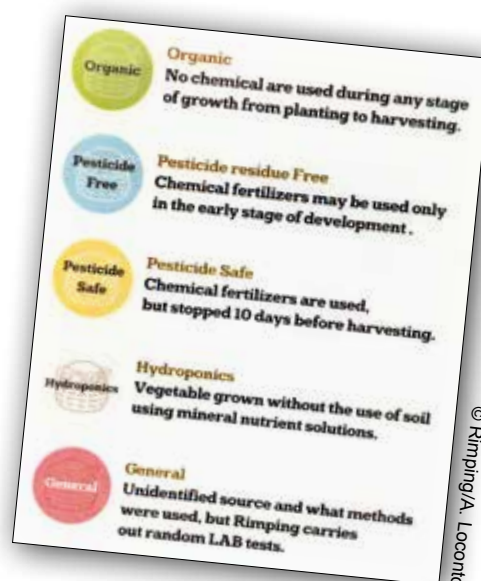 Organic
Organic
No chemical are used during any stage
of growth from planting to harvesting.
Pesticide
Free
Pesticide residue Free
Chemical fertilizers may be used only
in the early stage of development.
Pesticide
Safe
Pesticide Safe
Chemical fertilizers are used,
but stopped 10 days before harvesting.
Hydroponics
Hydroponics
Vegetable grown without the use of soil
using mineral nutrient solutions.
General
General
Unidentified source and what methods
were used, but Rimping carries
out random LAB tests.
© Rimping/A. Loconto